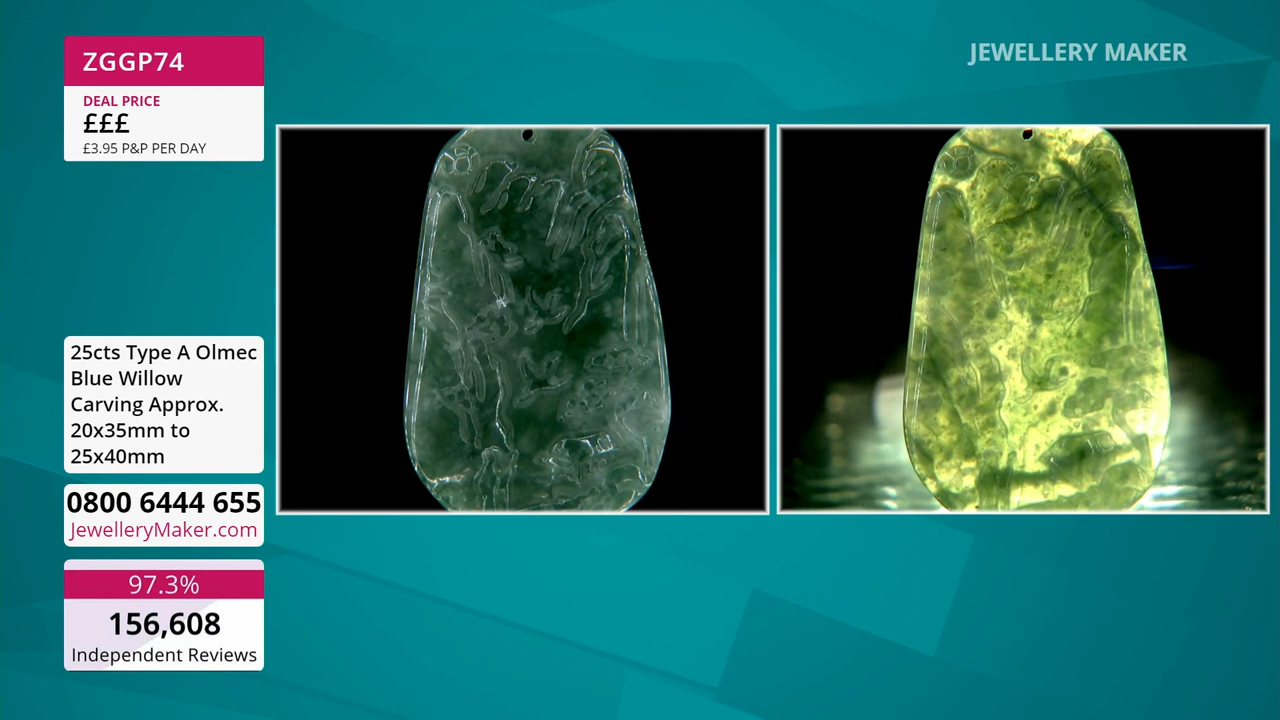 ZGGP74
DEAL PRICE
£££
£3.95 P&P PER DAY
JEWELLERY MAKER
25cts Type A Olmec
Blue Willow
Carving Approx.
20x35mm to
25x40mm
0800 6444 655
JewelleryMaker.com
97.3%
156,608
Independent Reviews